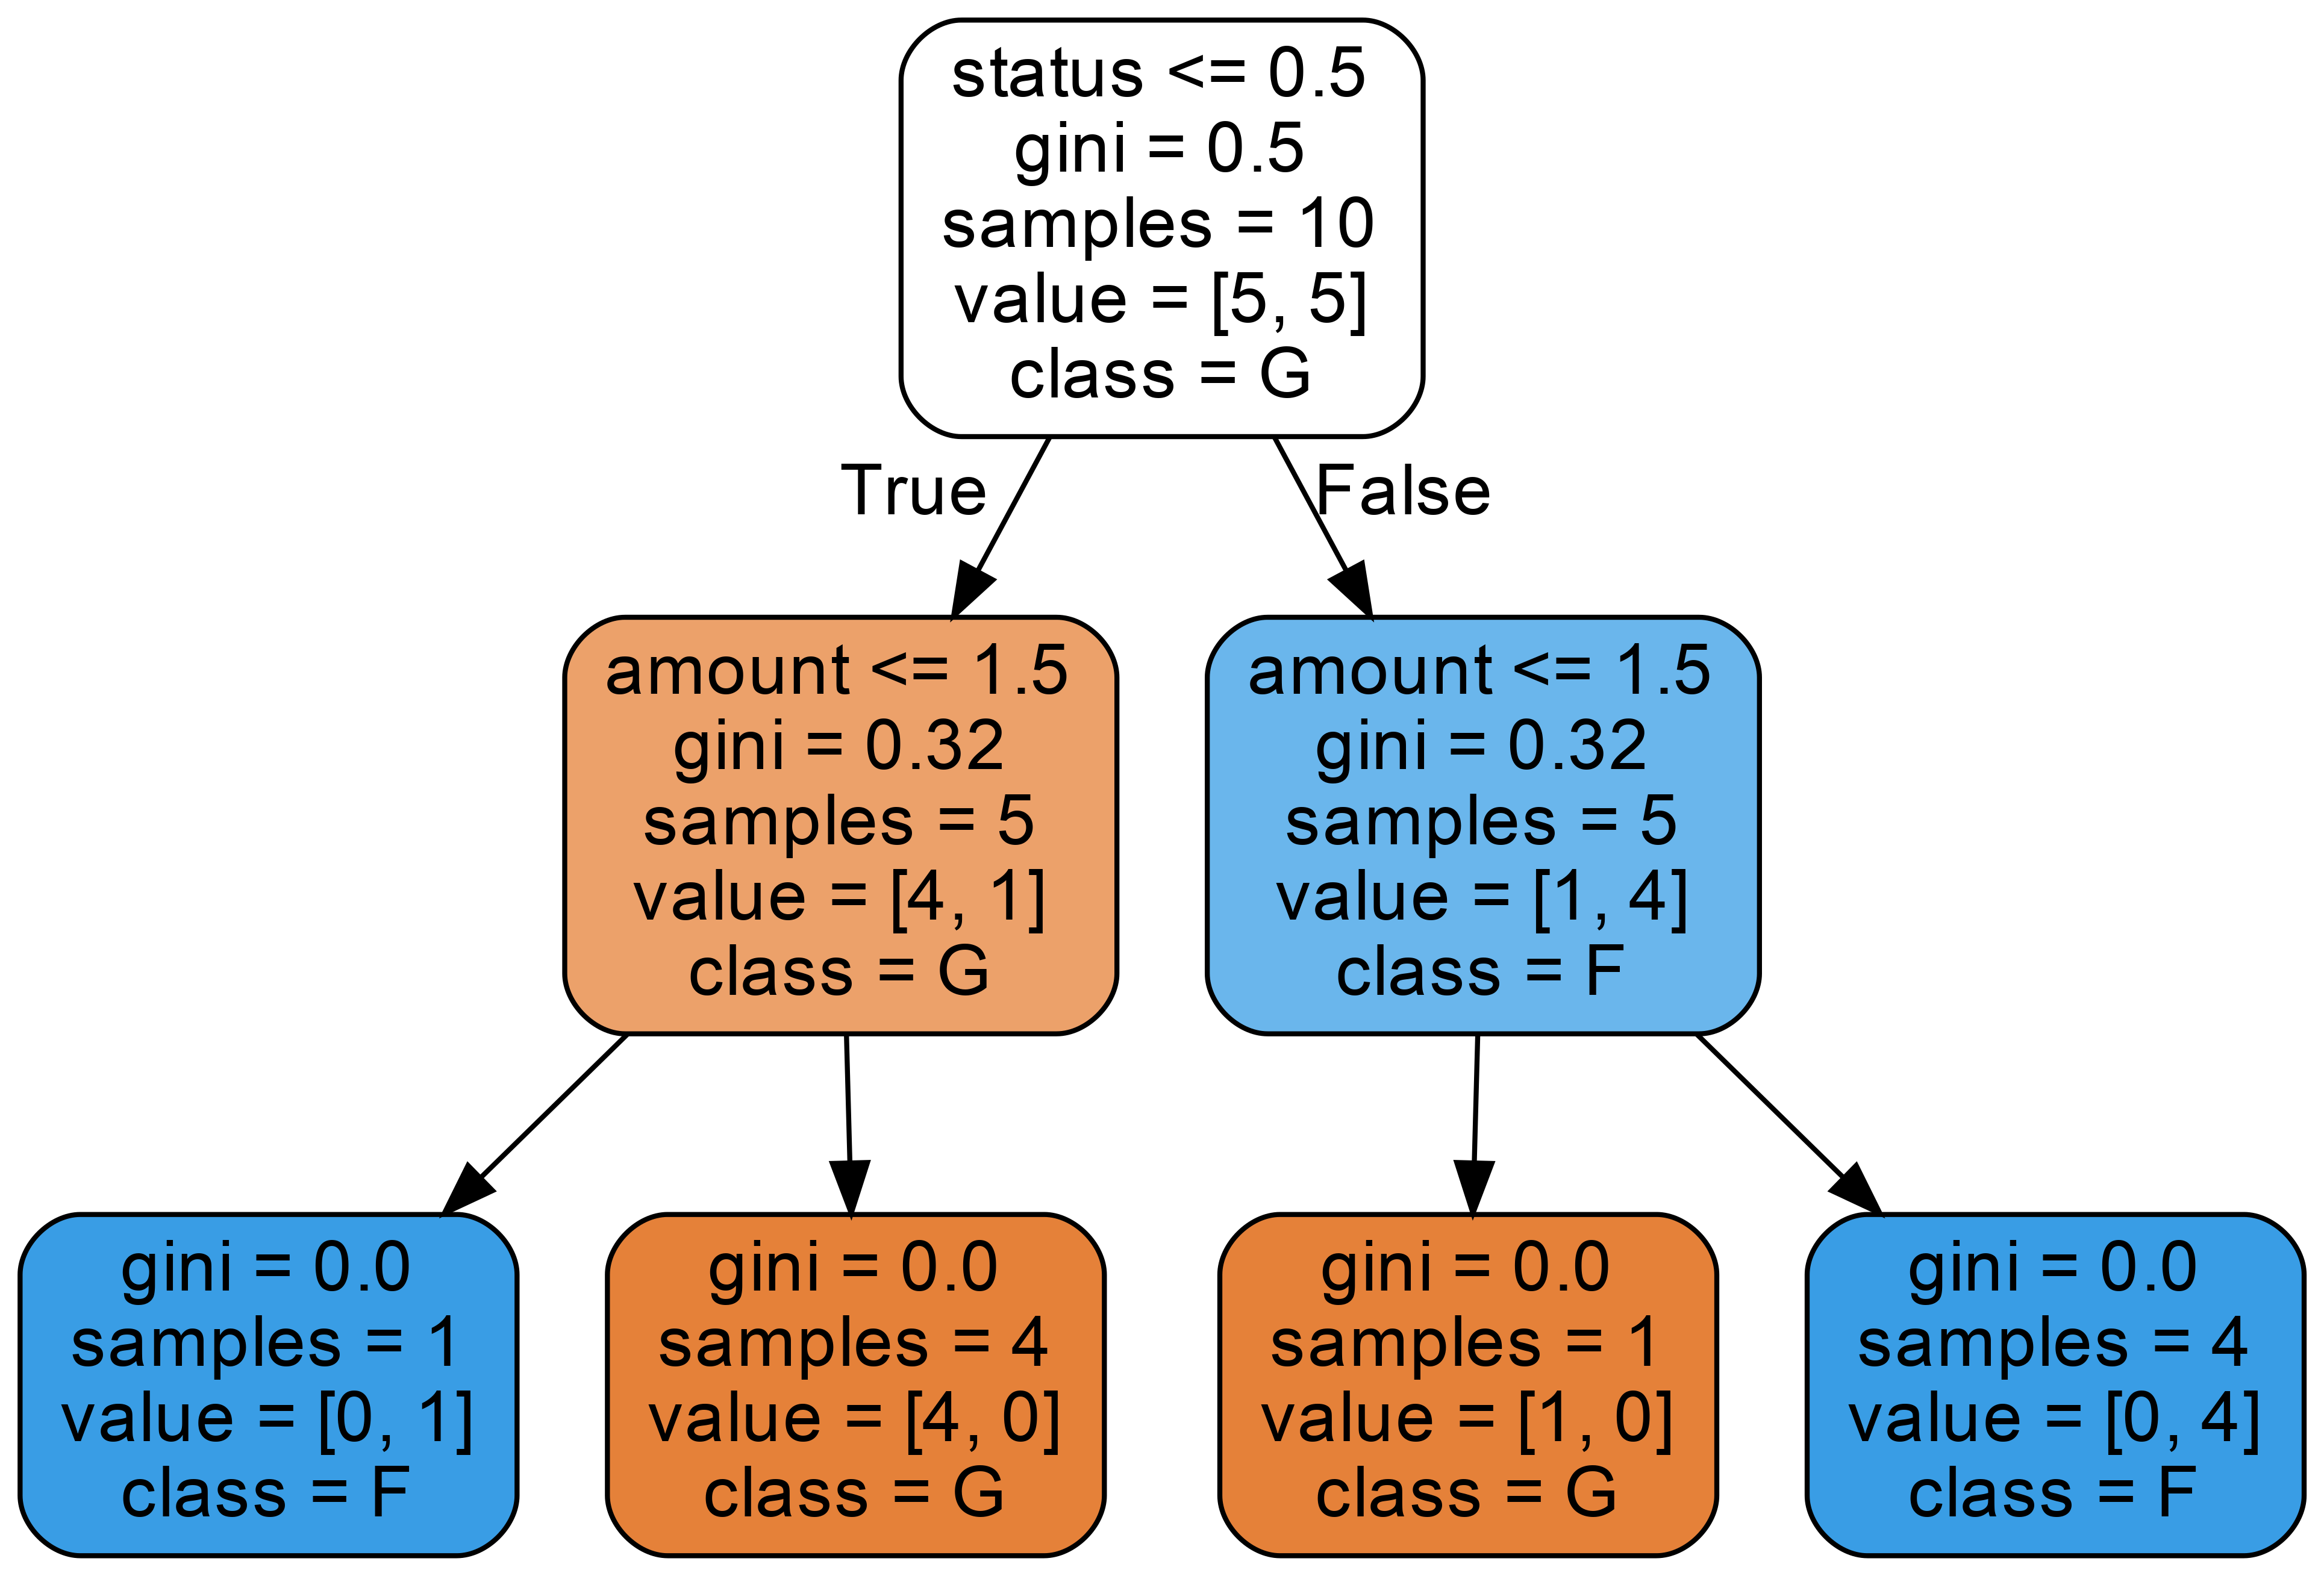 status <= 0.5
gini = 0.5
samples = 10
value = [5, 5]
class = G
True
False
amount <= 1.5
gini = 0.32
samples = 5
value = [4, 1]
class = G
amount <= 1.5
gini = 0.32
samples = 5
value = [1, 4]
class = F
gini = 0.0
samples = 1
value = [0, 1]
class = F
gini = 0.0
samples = 4
value = [4, 0]
class = G
gini = 0.0
samples = 1
value = [1, 0]
class = G
gini = 0.0
samples = 4
value = [0, 4]
class = F